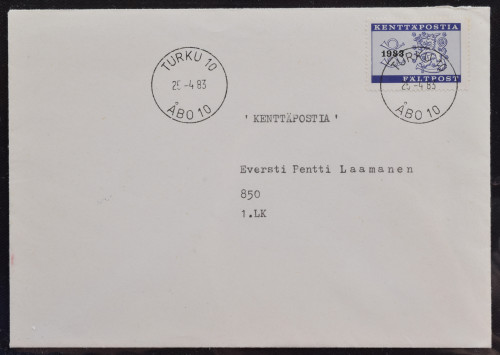 KENTTÄPOSTIA
1983
FÄLTPOST
TURKU 10
25 -4 83
ÅBO 10
TURKU 10
25 -4 83
ÅBO 10
' KENTTÄPOSTIA '
Eversti Pentti Laamanen
850
1.LK